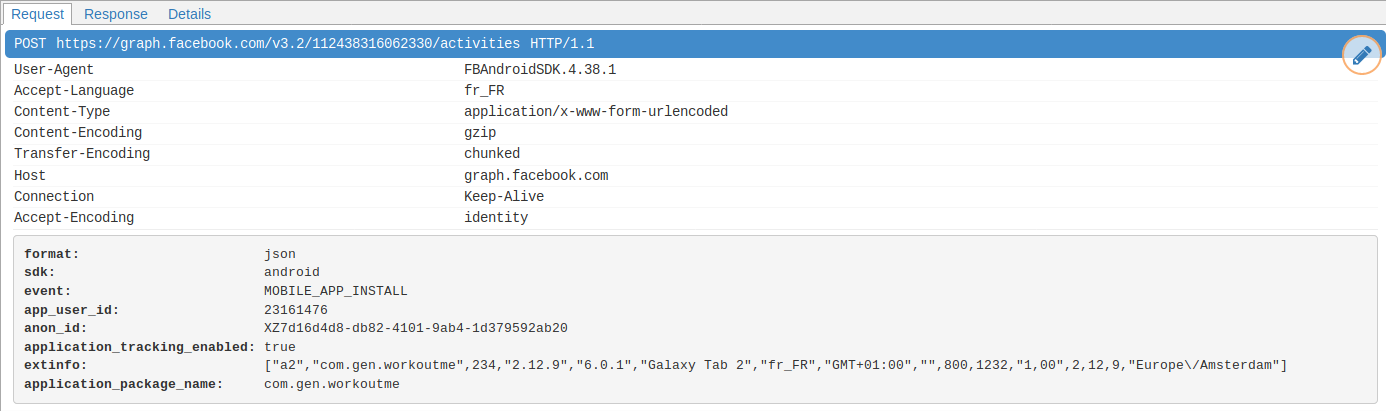 Request Response Details
POST https://graph.facebook.com/v3.2/112438316062330/activities HTTP/1.1
User-Agent FBAndroidSDK.4.38.1
Accept-Language fr_FR
Content-Type application/x-www-form-urlencoded
Content-Encoding gzip
Transfer-Encoding chunked
Host graph.facebook.com
Connection Keep-Alive
Accept-Encoding identity
format: json
sdk: android
event: MOBILE_APP_INSTALL
app_user_id: 23161476
anon_id: XZ7d16d4d8-db82-4101-9ab4-1d379592ab20
application_tracking_enabled: true
extinfo: ["a2","com.gen.workoutme",234,"2.12.9","6.0.1","Galaxy Tab 2","fr_FR","GMT+01:00","",800,1232,"1,00",2,12,9,"Europe\/Amsterdam"]
application_package_name: com.gen.workoutme